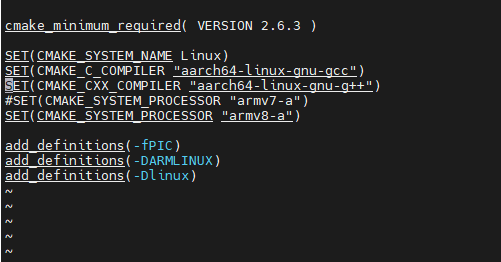 cmake_minimum_required( VERSION 2.6.3 )
SET(CMAKE_SYSTEM_NAME Linux)
SET(CMAKE_C_COMPILER "aarch64-linux-gnu-gcc")
SET(CMAKE_CXX_COMPILER "aarch64-linux-gnu-g++")
#SET(CMAKE_SYSTEM_PROCESSOR "armv7-a")
SET(CMAKE_SYSTEM_PROCESSOR "armv8-a")
add_definitions(-fPIC)
add_definitions(-DARMLINUX)
add_definitions(-Dlinux)
~
~
~
~
~